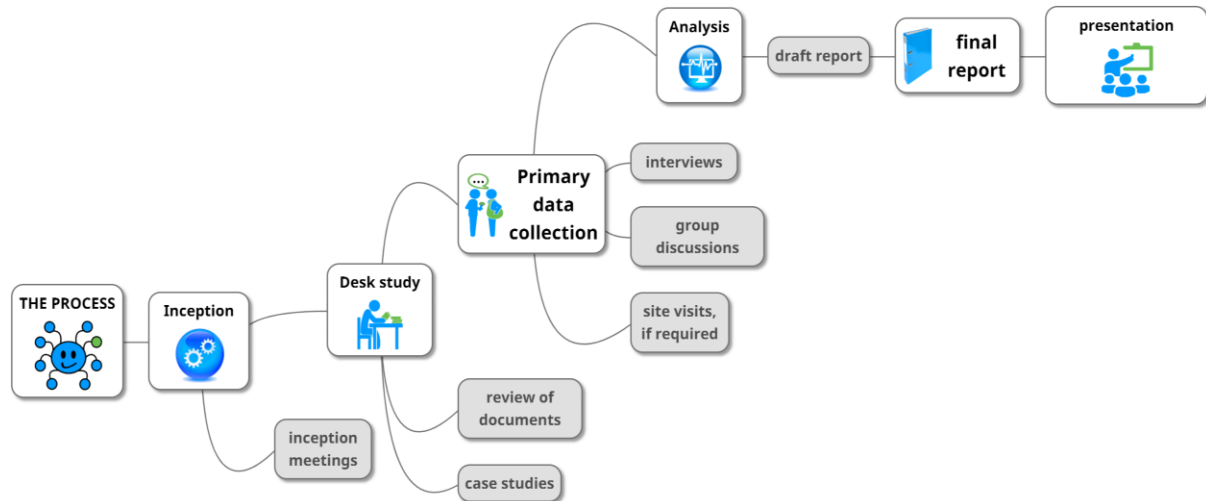 THE PROCESS
Inception
inception
meetings
Desk study
review of
documents
case studies
...
Primary
data
collection
interviews
group
discussions
site visits,
if required
Analysis
draft report
final
report
presentation